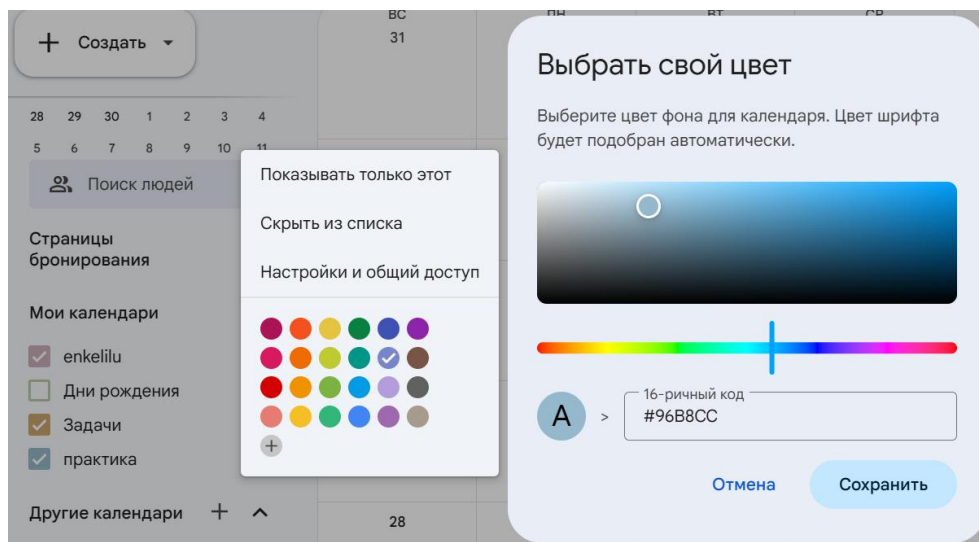 Создать
28 29 30 1 2 3 4
5 6 7 8 9 10 11
Поиск людей
Страницы
бронирования
Мои календари
enkelilu
Дни рождения
Задачи
практика
Другие календари
Показывать только этот
Скрыть из списка
Настройки и общий доступ
ВС ПН ВТ СР
31
28
Выбрать свой цвет
Выберите цвет фона для календаря. Цвет шрифта
будет подобран автоматически.
A >
16-ричный код
#96B8CC
Отмена Сохранить